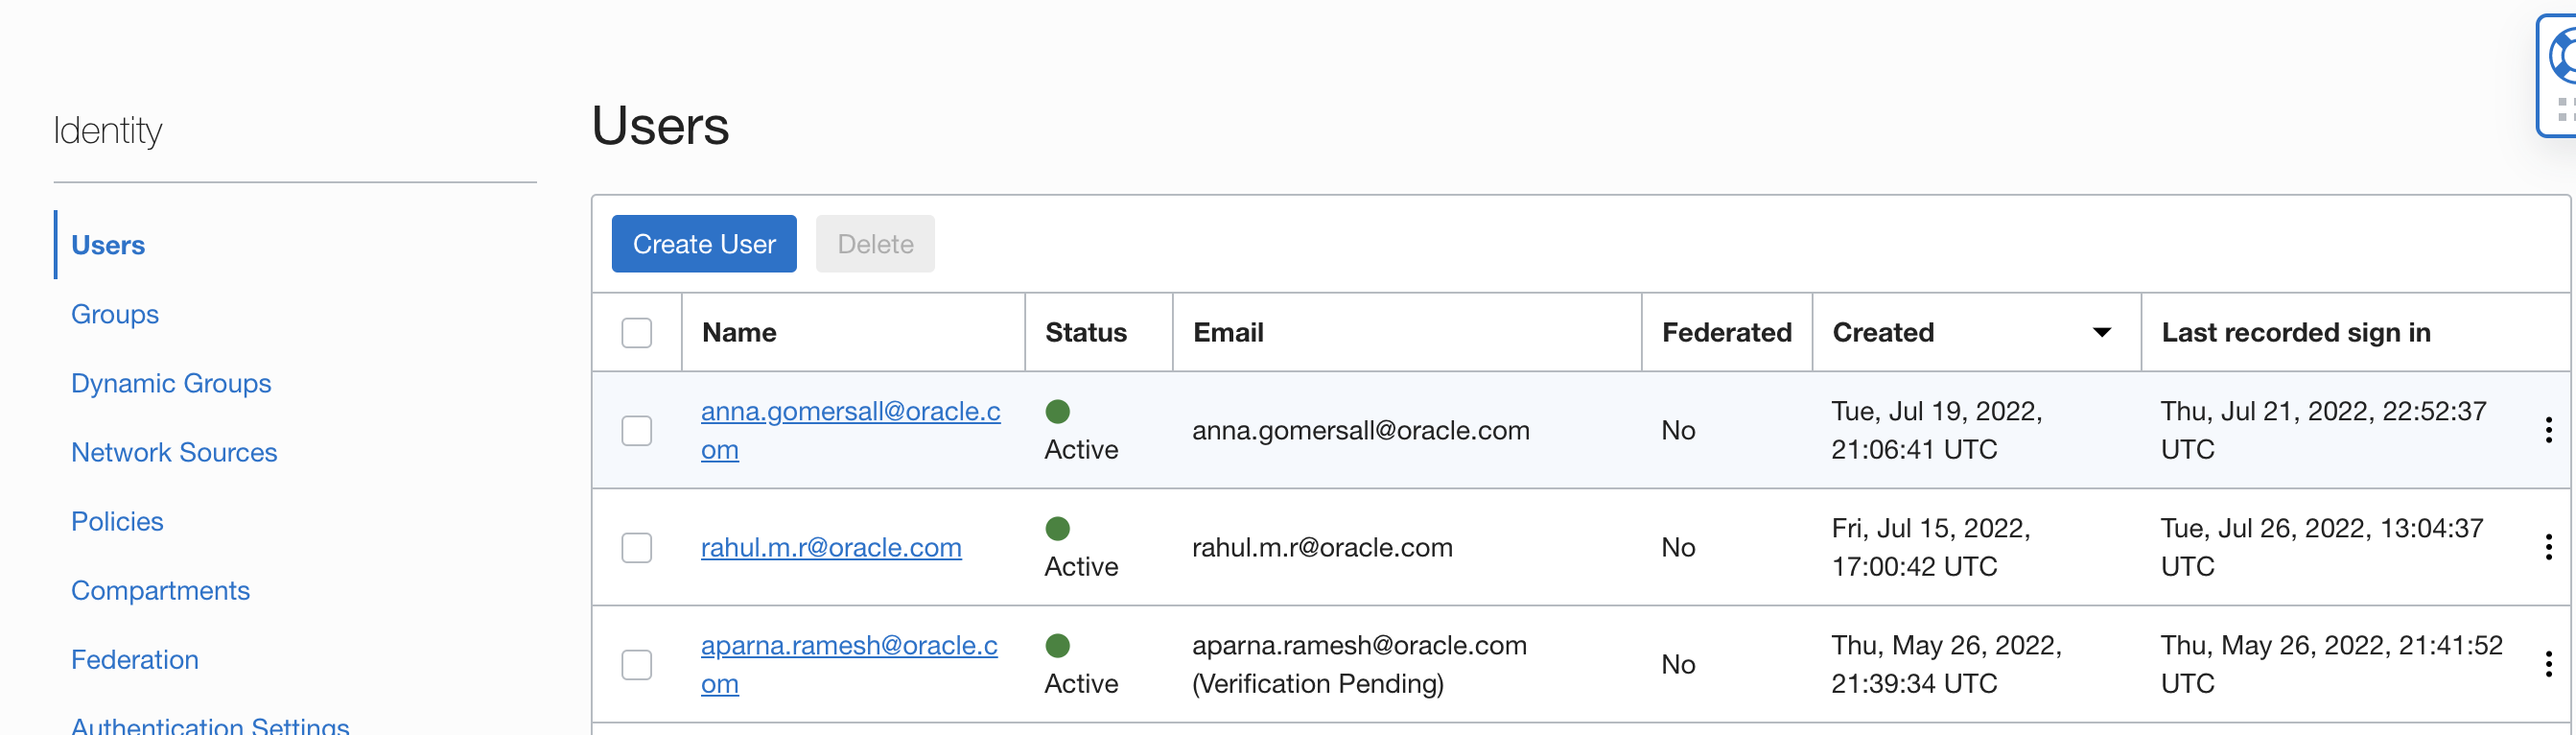 Identity
Users
Groups
Dynamic Groups
Network Sources
Policies
Compartments
Federation
Authentication Settings
Users
Create User
Delete
Name Status Email Federated Created Last recorded sign in
anna.gomersall@oracle.c
om
Active
anna.gomersall@oracle.com
No
Tue, Jul 19, 2022,
21:06:41 UTC
Thu, Jul 21, 2022, 22:52:37
UTC
rahul.m.r@oracle.com
Active
rahul.m.r@oracle.com
No
Fri, Jul 15, 2022,
17:00:42 UTC
Tue, Jul 26, 2022, 13:04:37
UTC
aparna.ramesh@oracle.c
om
Active
aparna.ramesh@oracle.com
(Verification Pending)
No
Thu, May 26, 2022,
21:39:34 UTC
Thu, May 26, 2022, 21:41:52
UTC